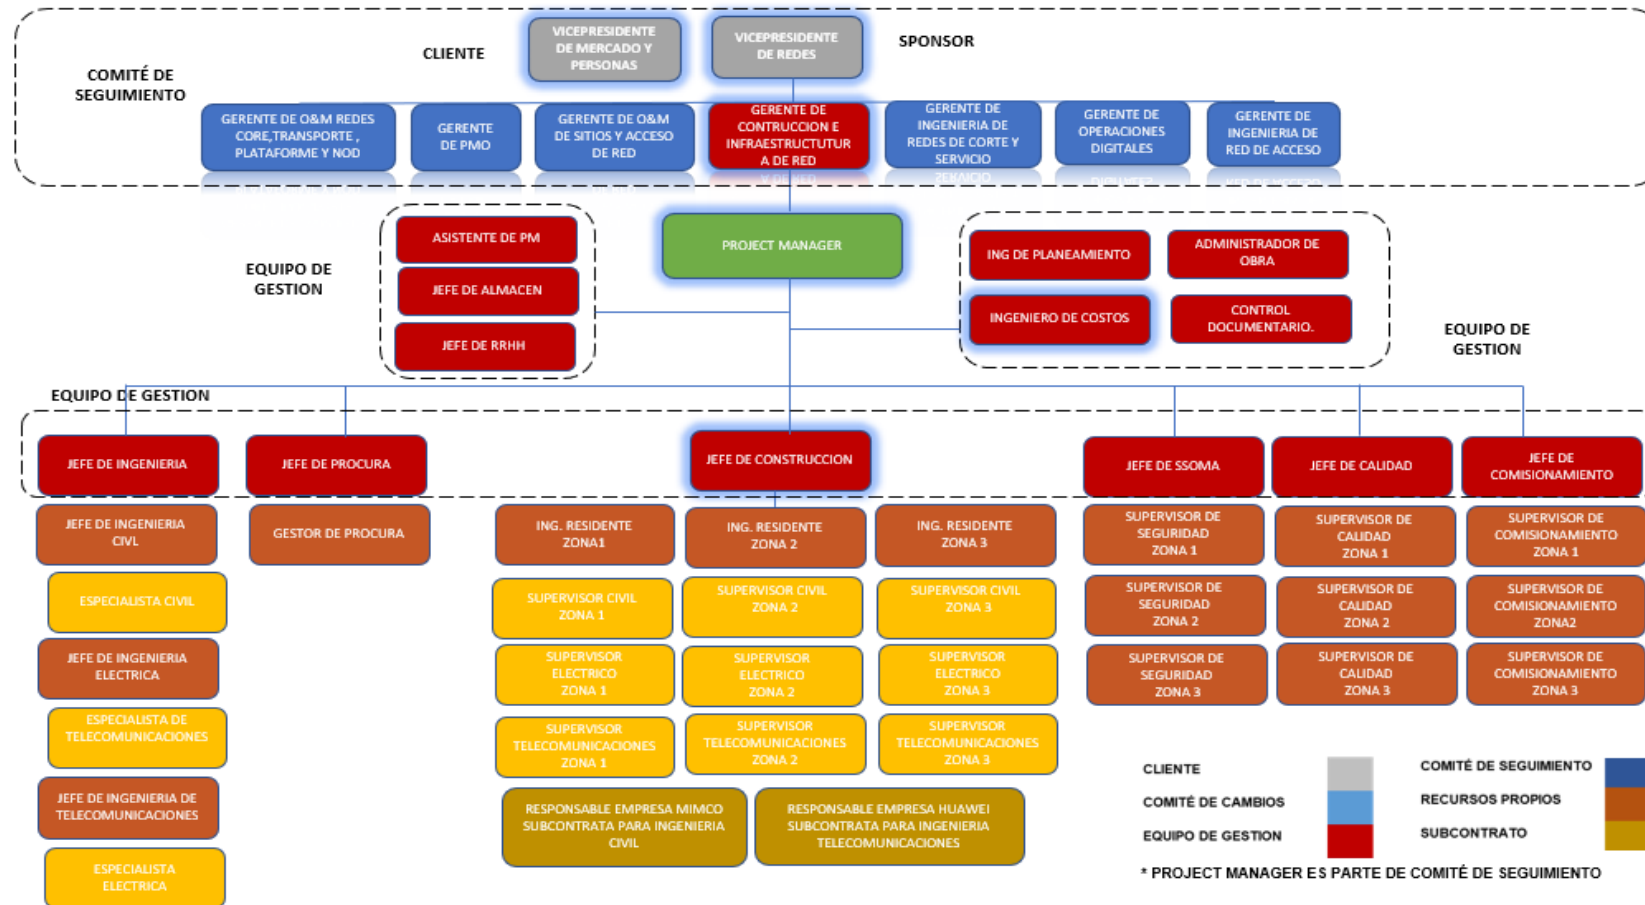 CLIENTE
VICEPRESIDENTE
DE MERCADO Y
PERSONAS
VICEPRESIDENTE
DE REDES
SPONSOR
COMITÉ DE
SEGUIMIENTO
GERENTE DE O&M REDES
CORE,TRANSPORTE ,
PLATAFORME Y NOD
GERENTE
DE PMO
GERENTE DE O&M
DE SITIOS Y ACCESO
DE RED
GERENTE DE
CONTRUCCION E
INFRAESTRUCTUTUR
A DE RED
GERENTE DE
INGENIERIA DE
REDES DE CORTE Y
SERVICIO
GERENTE DE
OPERACIONES
DIGITALES
GERENTE DE
INGENIERIA DE
RED DE ACCESO
EQUIPO DE
GESTION
ASISTENTE DE PM
JEFE DE ALMACEN
JEFE DE RRHH
PROJECT MANAGER
ING DE PLANEAMIENTO
ADMINISTRADOR DE
OBRA
INGENIERO DE COSTOS
CONTROL
DOCUMENTARIO.
EQUIPO DE
GESTION
EQUIPO DE GESTION
JEFE DE INGENIERIA
JEFE DE PROCURA
JEFE DE CONSTRUCCION
JEFE DE SSOMA
JEFE DE CALIDAD
JEFE DE
COMISIONAMIENTO
JEFE DE INGENIERIA
CIVL
ESPECIALISTA CIVIL
JEFE DE INGENIERIA
ELECTRICA
ESPECIALISTA DE
TELECOMUNICACIONES
JEFE DE INGENIERIA DE
TELECOMUNICACIONES
ESPECIALISTA
ELECTRICA
GESTOR DE PROCURA
ING. RESIDENTE
ZONA1
ING. RESIDENTE
ZONA 2
ING. RESIDENTE
ZONA 3
SUPERVISOR CIVIL
ZONA 1
SUPERVISOR CIVIL
ZONA 2
SUPERVISOR CIVIL
ZONA 3
SUPERVISOR
ELECTRICO
ZONA 1
SUPERVISOR
ELECTRICO
ZONA 2
SUPERVISOR
ELECTRICO
ZONA 3
SUPERVISOR
TELECOMUNICACIONES
ZONA 1
SUPERVISOR
TELECOMUNICACIONES
ZONA 2
SUPERVISOR
TELECOMUNICACIONES
ZONA 3
RESPONSABLE EMPRESA MIMCO
SUBCONTRATA PARA INGENIERIA
CIVIL
RESPONSABLE EMPRESA HUAWEI
SUBCONTRATA PARA INGENIERIA
TELECOMUNICACIONES
SUPERVISOR DE
SEGURIDAD
ZONA 1
SUPERVISOR DE
CALIDAD
ZONA 1
SUPERVISOR DE
COMISIONAMIENTO
ZONA 1
SUPERVISOR DE
SEGURIDAD
ZONA 2
SUPERVISOR DE
CALIDAD
ZONA 2
SUPERVISOR DE
COMISIONAMIENTO
ZONA2
SUPERVISOR DE
SEGURIDAD
ZONA 3
SUPERVISOR DE
CALIDAD
ZONA 3
SUPERVISOR DE
COMISIONAMIENTO
ZONA 3
CLIENTE
COMITÉ DE SEGUIMIENTO
COMITÉ DE CAMBIOS
RECURSOS PROPIOS
EQUIPO DE GESTION
SUBCONTRATO
* PROJECT MANAGER ES PARTE DE COMITÉ DE SEGUIMIENTO